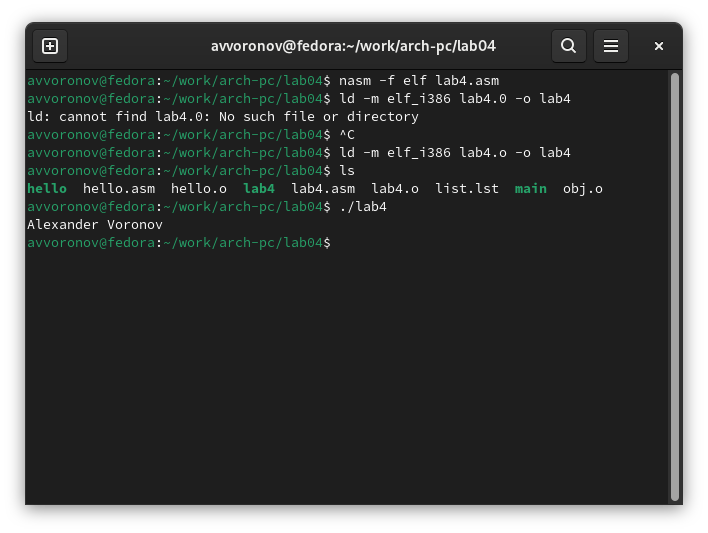 avvoronov@fedora:~/work/arch-pc/lab04
avvoronov@fedora:~/work/arch-pc/lab04$ nasm -f elf lab4.asm
avvoronov@fedora:~/work/arch-pc/lab04$ ld -m elf_i386 lab4.0 -o lab4
ld: cannot find lab4.0: No such file or directory
avvoronov@fedora:~/work/arch-pc/lab04$ ^C
avvoronov@fedora:~/work/arch-pc/lab04$ ld -m elf_i386 lab4.o -o lab4
avvoronov@fedora:~/work/arch-pc/lab04$ ls
hello  hello.asm  hello.o  lab4  lab4.asm  lab4.o  list.lst  main  obj.o
avvoronov@fedora:~/work/arch-pc/lab04$ ./lab4
Alexander Voronov
avvoronov@fedora:~/work/arch-pc/lab04$